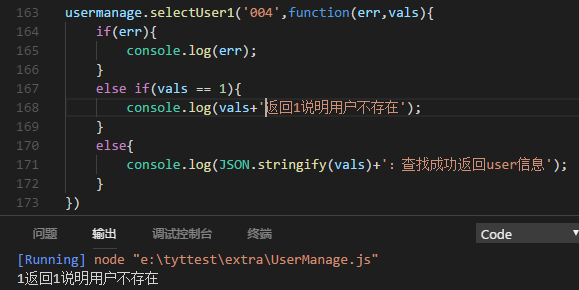 163 usermanage.selectUser1('004',function(err,vals){
164 if(err){
165 console.log(err);
166 }
167 else if(vals == 1){
168 console.log(vals+'返回1说明用户不存在');
169 }
170 else{
171 console.log(JSON.stringify(vals)+'：查找成功返回user信息');
172 }
173 })
问题 输出 调试控制台 终端 Code
[Running] node "e:\tyttest\extra\UserManage.js"
1返回1说明用户不存在